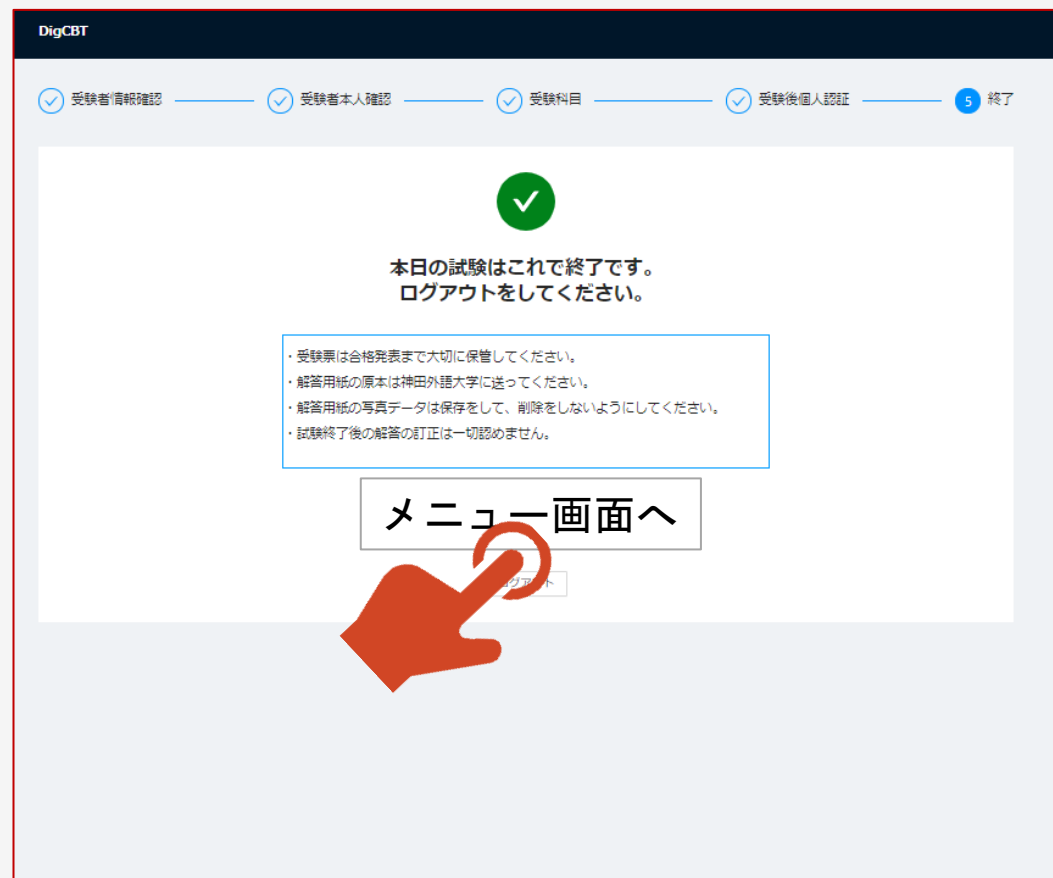 DigCBT
受験者情報確認
受験者本人確認
受験科目
受験後個人認証
5 終了
本日の試験はこれで終了です。
ログアウトをしてください。
・受験票は合格発表まで大切に保管してください。
・解答用紙の原本は神田外語大学に送ってください。
・解答用紙の写真データは保存をして、削除をしないようにしてください。
・試験終了後の解答の訂正は一切認めません。
メニュー画面へ